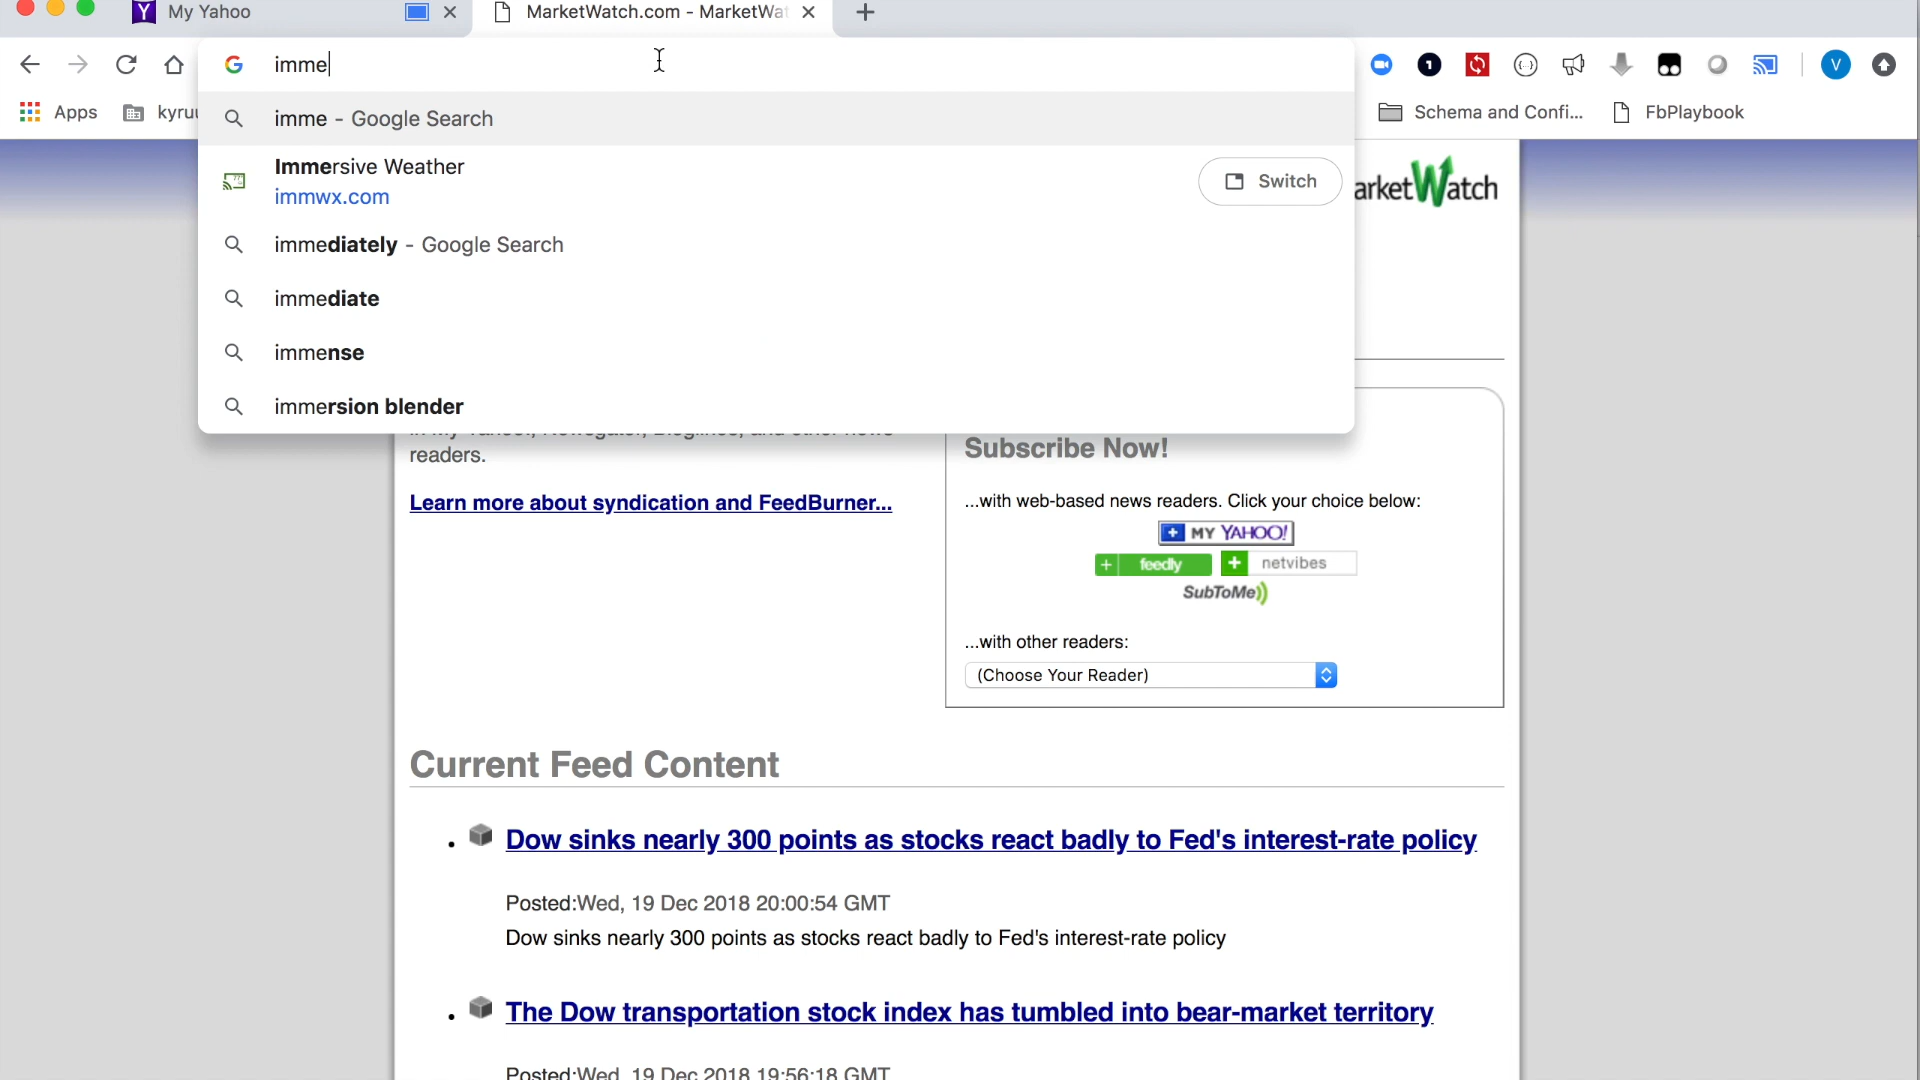 My Yahoo
MarketWatch.com - MarketWat
imme
1
V
Apps
kyru
Schema and Confi...
FbPlaybook
imme - Google Search
Immersive Weather
immwx.com
Switch
arketWatch
immediately - Google Search
immediate
immense
immersion blender
readers.
Subscribe Now!
Learn more about syndication and FeedBurner...
...with web-based news readers. Click your choice below:
MY YAHOO!
feedly
netvibes
SubToMe
...with other readers:
(Choose Your Reader)
Current Feed Content
Dow sinks nearly 300 points as stocks react badly to Fed's interest-rate policy
Posted:Wed, 19 Dec 2018 20:00:54 GMT
Dow sinks nearly 300 points as stocks react badly to Fed's interest-rate policy
The Dow transportation stock index has tumbled into bear-market territory
Posted:Wed, 19 Dec 2018 19:56:18 GMT